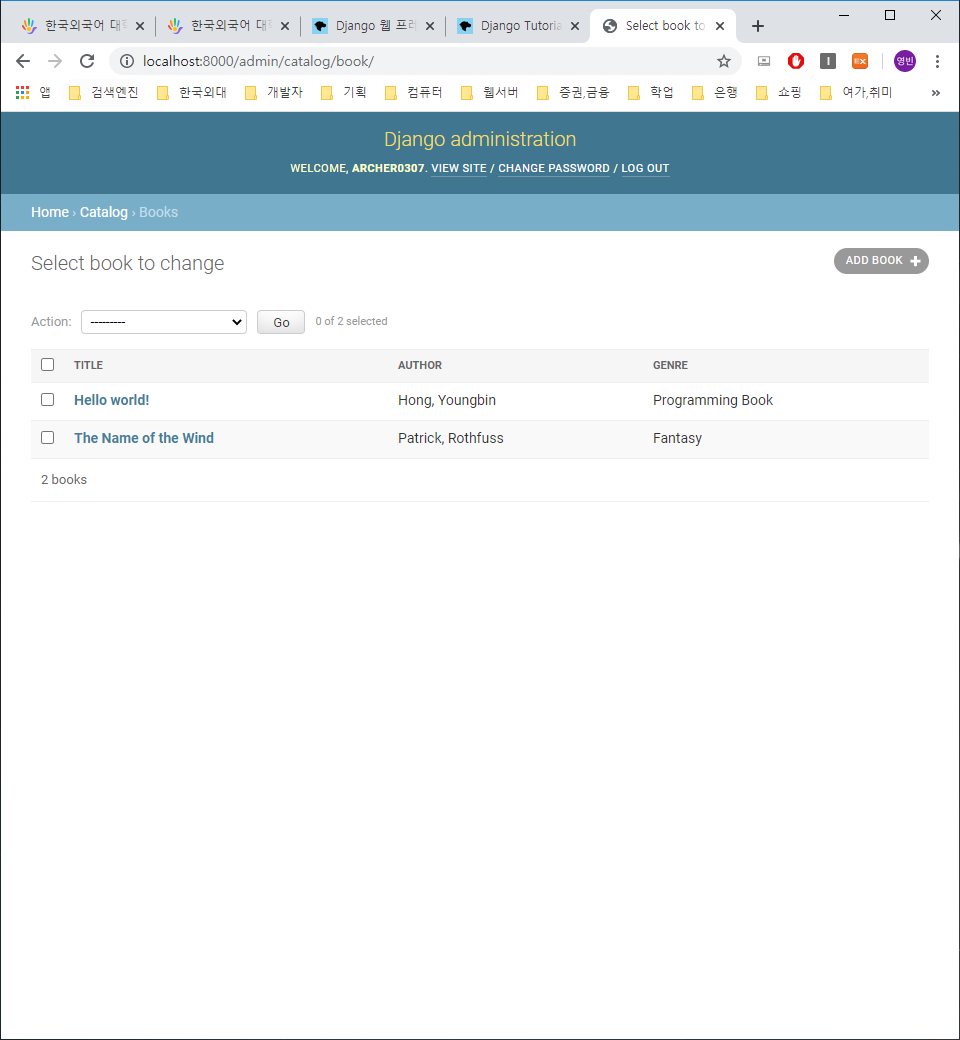 한국외국어 대학 한국외국어 대학 Django 웹 프레 Django Tutoria Select book to
localhost:8000/admin/catalog/book/ 영빈
앱 검색엔진 한국외대 개발자 기획 컴퓨터 웹서버 증권,금융 학업 은행 쇼핑 여가,취미 »
Django administration
WELCOME, ARCHER0307. VIEW SITE / CHANGE PASSWORD / LOG OUT
Home › Catalog › Books
Select book to change
ADD BOOK +
Action: --------- Go 0 of 2 selected
TITLE AUTHOR GENRE
Hello world! Hong, Youngbin Programming Book
The Name of the Wind Patrick, Rothfuss Fantasy
2 books